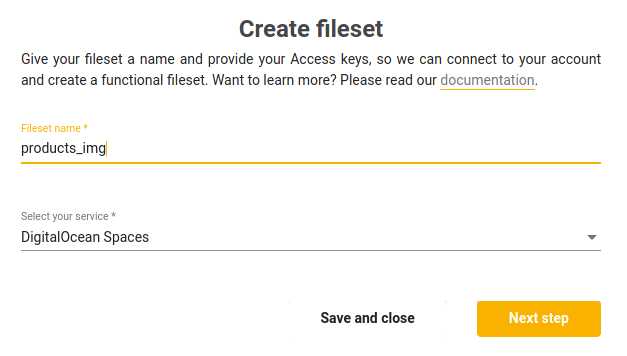 Create fileset
Give your fileset a name and provide your Access keys, so we can connect to your account
and create a functional fileset. Want to learn more? Please read our documentation.
Fileset name *
products_img
Select your service *
DigitalOcean Spaces
Save and close
Next step